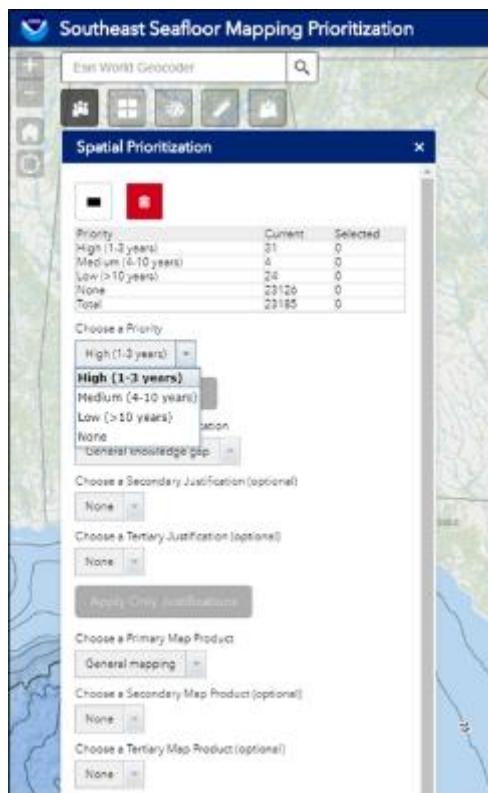 Southeast Seafloor Mapping Prioritization
Esri World Geocoder
Spatial Prioritization
Priority Current Selected
High (1-3 years) 31 0
Medium (4-10 years) 4 0
Low (>10 years) 24 0
None 23126 0
Total 23185 0
Choose a Priority
High (1-3 years)
High (1-3 years)
Medium (4-10 years)
Low (>10 years)
None
General knowledge gap
Choose a Secondary Justification (optional)
None
Choose a Tertiary Justification (optional)
None
Apply Only Justifications
Choose a Primary Map Product
General mapping
Choose a Secondary Map Product (optional)
None
Choose a Tertiary Map Product (optional)
None